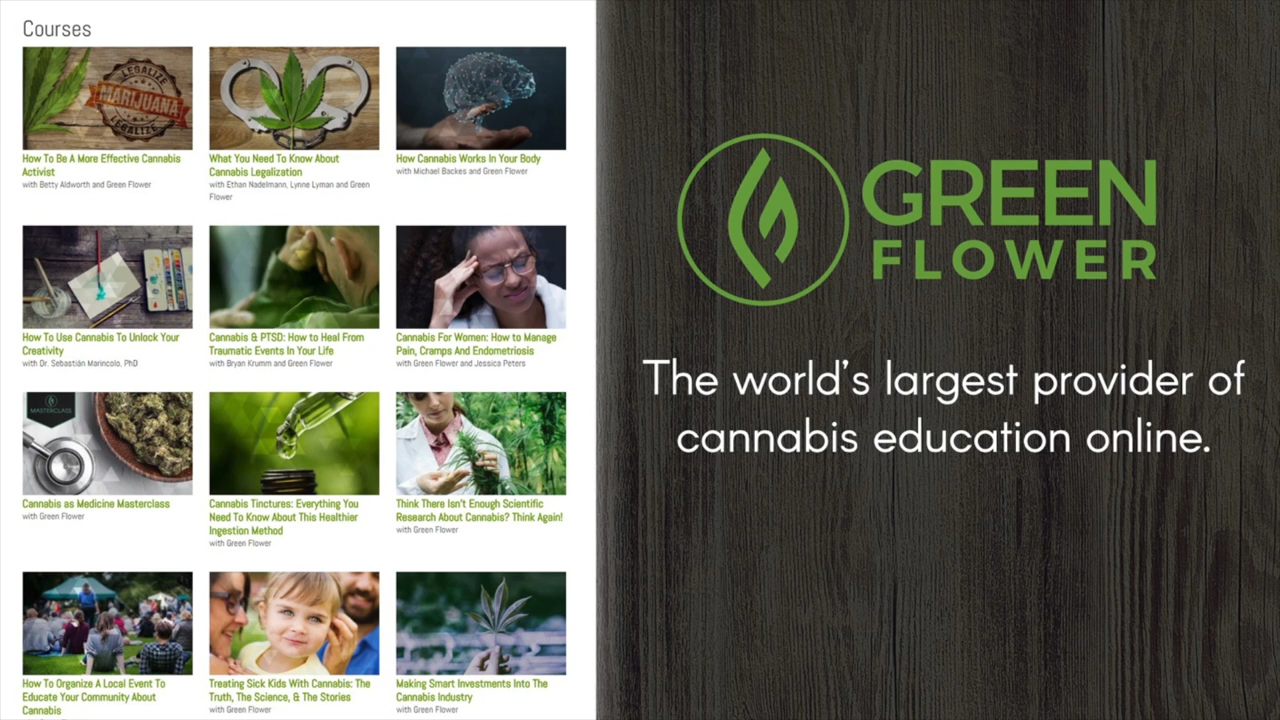 Courses
LEGALIZE
MARIJUANA
LEGALIZE
How To Be A More Effective Cannabis
Activist
with Betty Aldworth and Green Flower
What You Need To Know About
Cannabis Legalization
with Ethan Nadelmann, Lynne Lyman and Green
Flower
How Cannabis Works In Your Body
with Michael Backes and Green Flower
How To Use Cannabis To Unlock Your
Creativity
with Dr. Sebastián Marincolo, PhD
Cannabis & PTSD: How to Heal From
Traumatic Events In Your Life
with Bryan Krumm and Green Flower
Cannabis For Women: How to Manage
Pain, Cramps And Endometriosis
with Green Flower and Jessica Peters
MASTERCLASS
Cannabis as Medicine Masterclass
with Green Flower
Cannabis Tinctures: Everything You
Need To Know About This Healthier
Ingestion Method
with Green Flower
Think There Isn't Enough Scientific
Research About Cannabis? Think Again!
with Green Flower
How To Organize A Local Event To
Educate Your Community About
Cannabis
Treating Sick Kids With Cannabis: The
Truth, The Science, & The Stories
with Green Flower
Making Smart Investments Into The
Cannabis Industry
with Green Flower
GREEN
FLOWER
The world's largest provider of
cannabis education online.